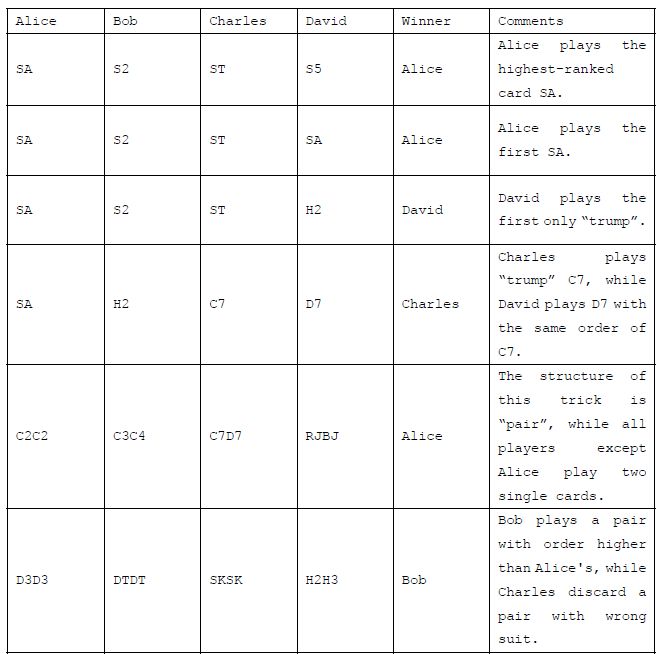 Alice Bob Charles David Winner Comments
SA S2 ST S5 Alice Alice plays the
highest-ranked
card SA.
SA S2 ST SA Alice Alice plays the
first SA.
SA S2 ST H2 David David plays the
first only “trump”.
SA H2 C7 D7 Charles Charles plays
“trump” C7, while
David plays D7 with
the same order of
C7.
C2C2 C3C4 C7D7 RJBJ Alice The structure of
this trick is
“pair”, while all
players except
Alice play two
single cards.
D3D3 DTDT SKSK H2H3 Bob Bob plays a pair
with order higher
than Alice's, while
Charles discard a
pair with wrong
suit.